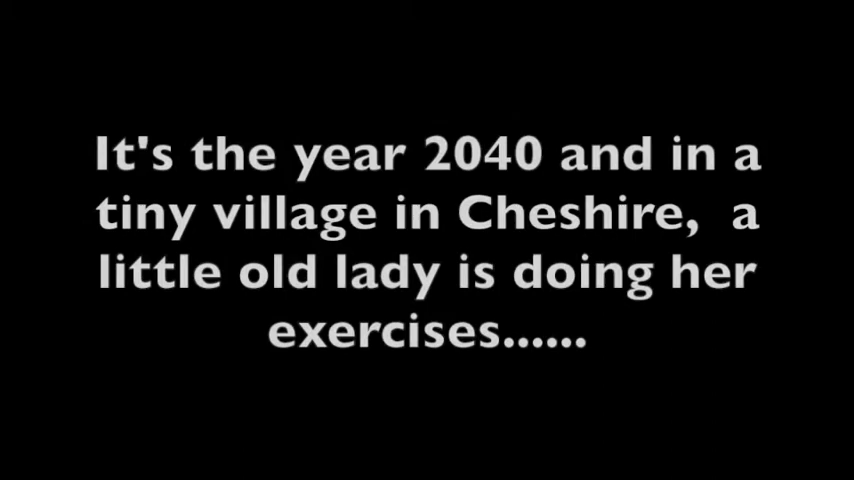 It's the year 2040 and in a
tiny village in Cheshire,  a
little old lady is doing her
exercises......